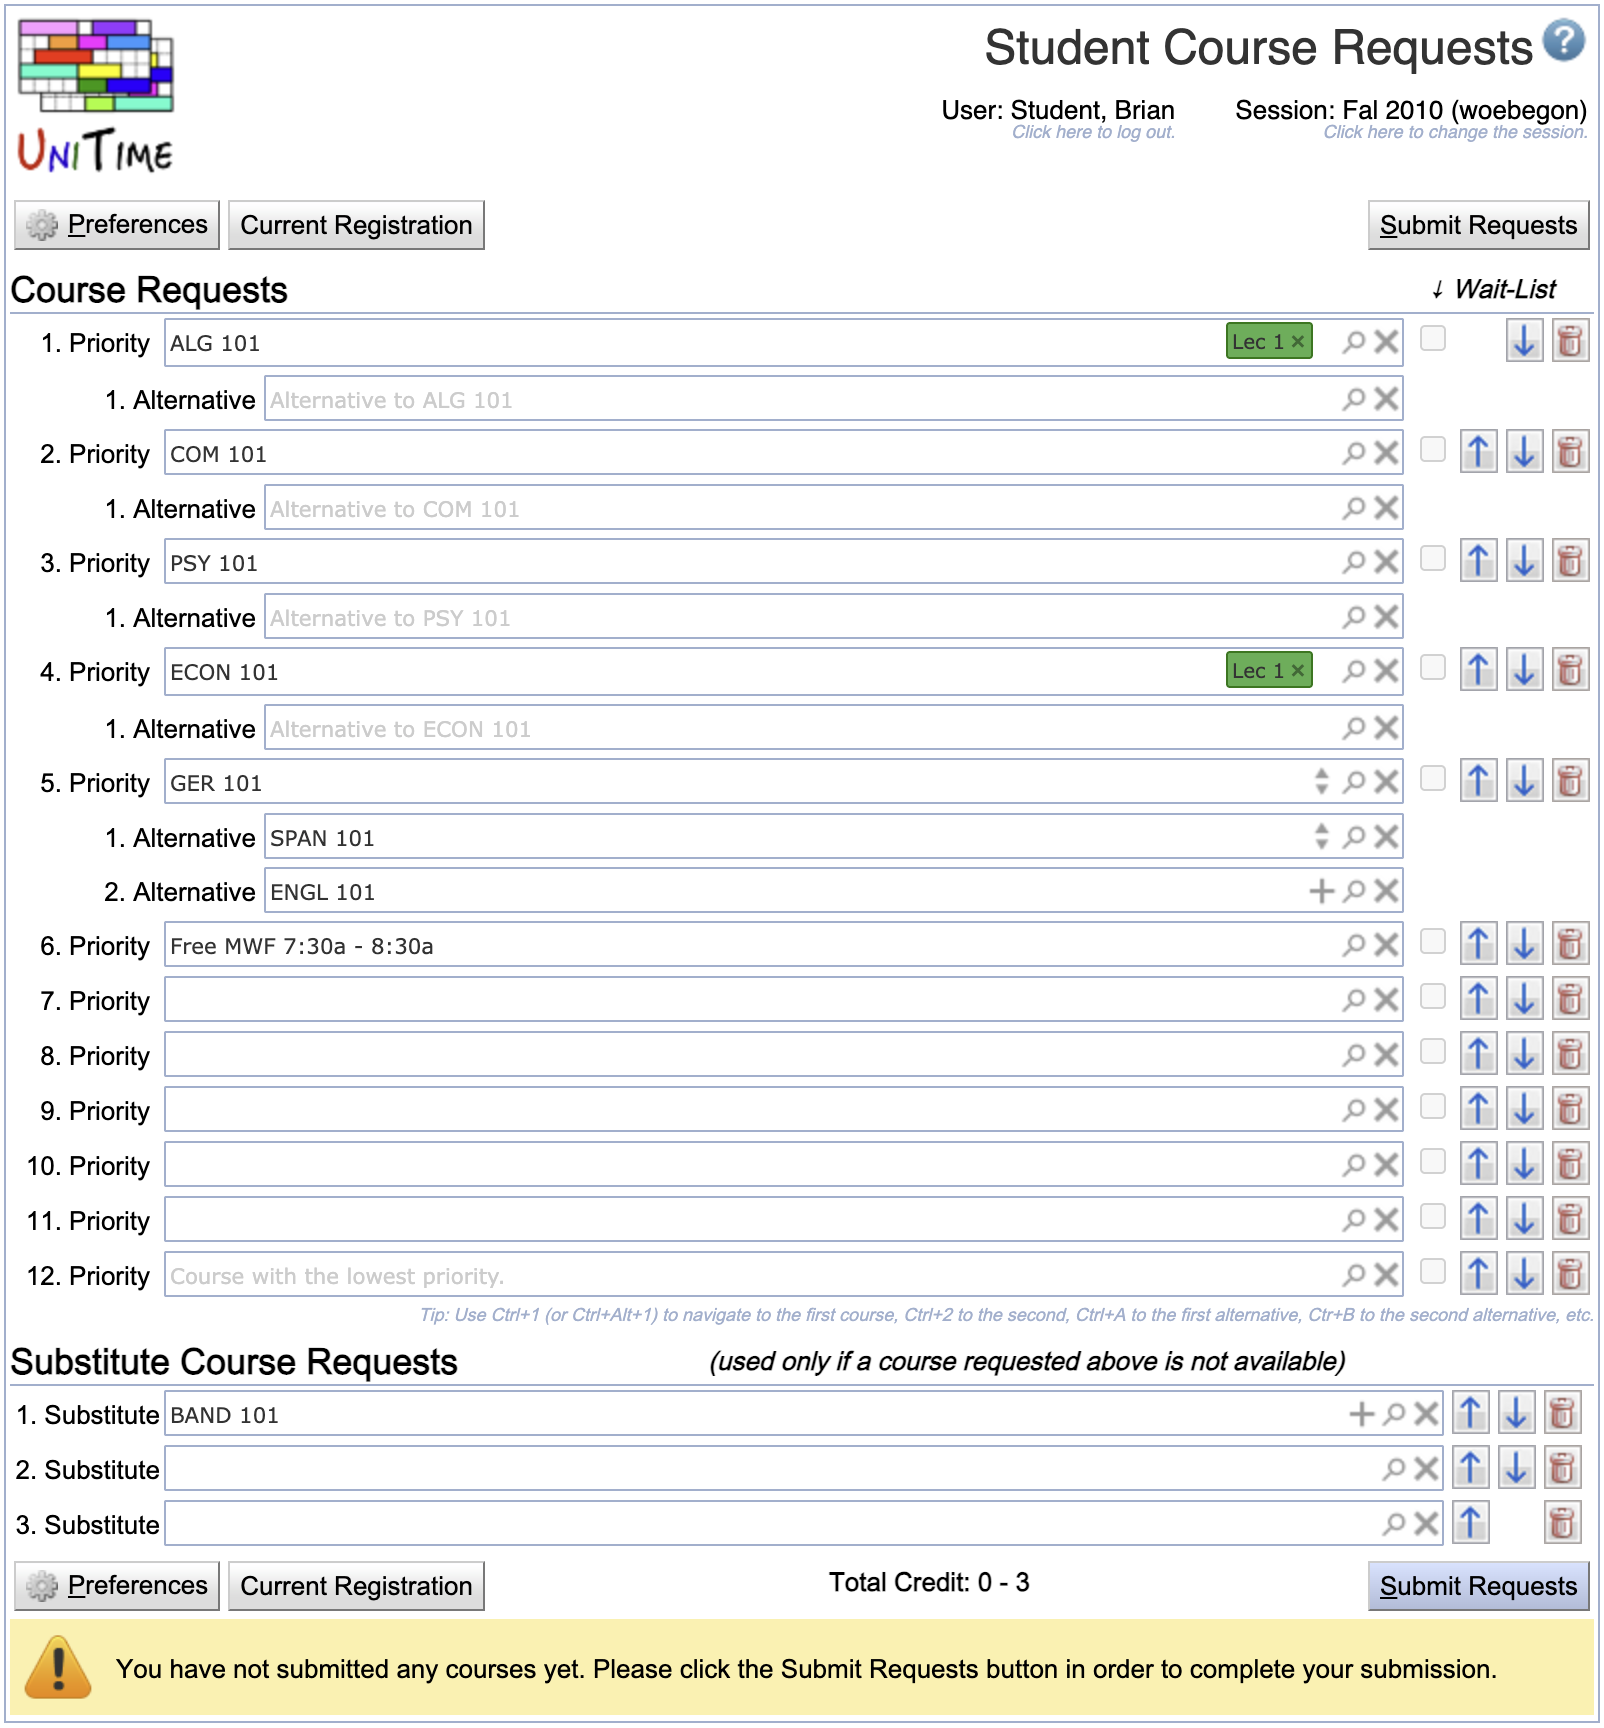 UNITIME
Student Course Requests
User: Student, Brian Session: Fal 2010 (woebegon)
Click here to log out. Click here to change the session.
Preferences Current Registration Submit Requests
Course Requests ↓ Wait-List
1. Priority ALG 101 Lec 1 ×
1. Alternative Alternative to ALG 101
2. Priority COM 101
1. Alternative Alternative to COM 101
3. Priority PSY 101
1. Alternative Alternative to PSY 101
4. Priority ECON 101 Lec 1 ×
1. Alternative Alternative to ECON 101
5. Priority GER 101
1. Alternative SPAN 101
2. Alternative ENGL 101
6. Priority Free MWF 7:30a - 8:30a
7. Priority
8. Priority
9. Priority
10. Priority
11. Priority
12. Priority Course with the lowest priority.
Tip: Use Ctrl+1 (or Ctrl+Alt+1) to navigate to the first course, Ctrl+2 to the second, Ctrl+A to the first alternative, Ctr+B to the second alternative, etc.
Substitute Course Requests (used only if a course requested above is not available)
1. Substitute BAND 101
2. Substitute
3. Substitute
Preferences Current Registration Total Credit: 0 - 3 Submit Requests
You have not submitted any courses yet. Please click the Submit Requests button in order to complete your submission.